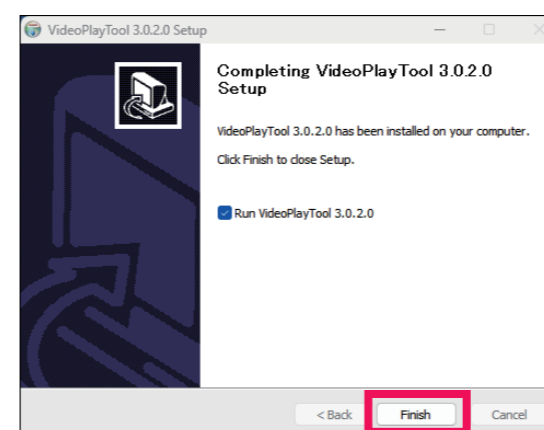 VideoPlayTool 3.0.2.0 Setup
Completing VideoPlayTool 3.0.2.0
Setup
VideoPlayTool 3.0.2.0 has been installed on your computer.
Click Finish to close Setup.
Run VideoPlayTool 3.0.2.0
< Back Finish Cancel